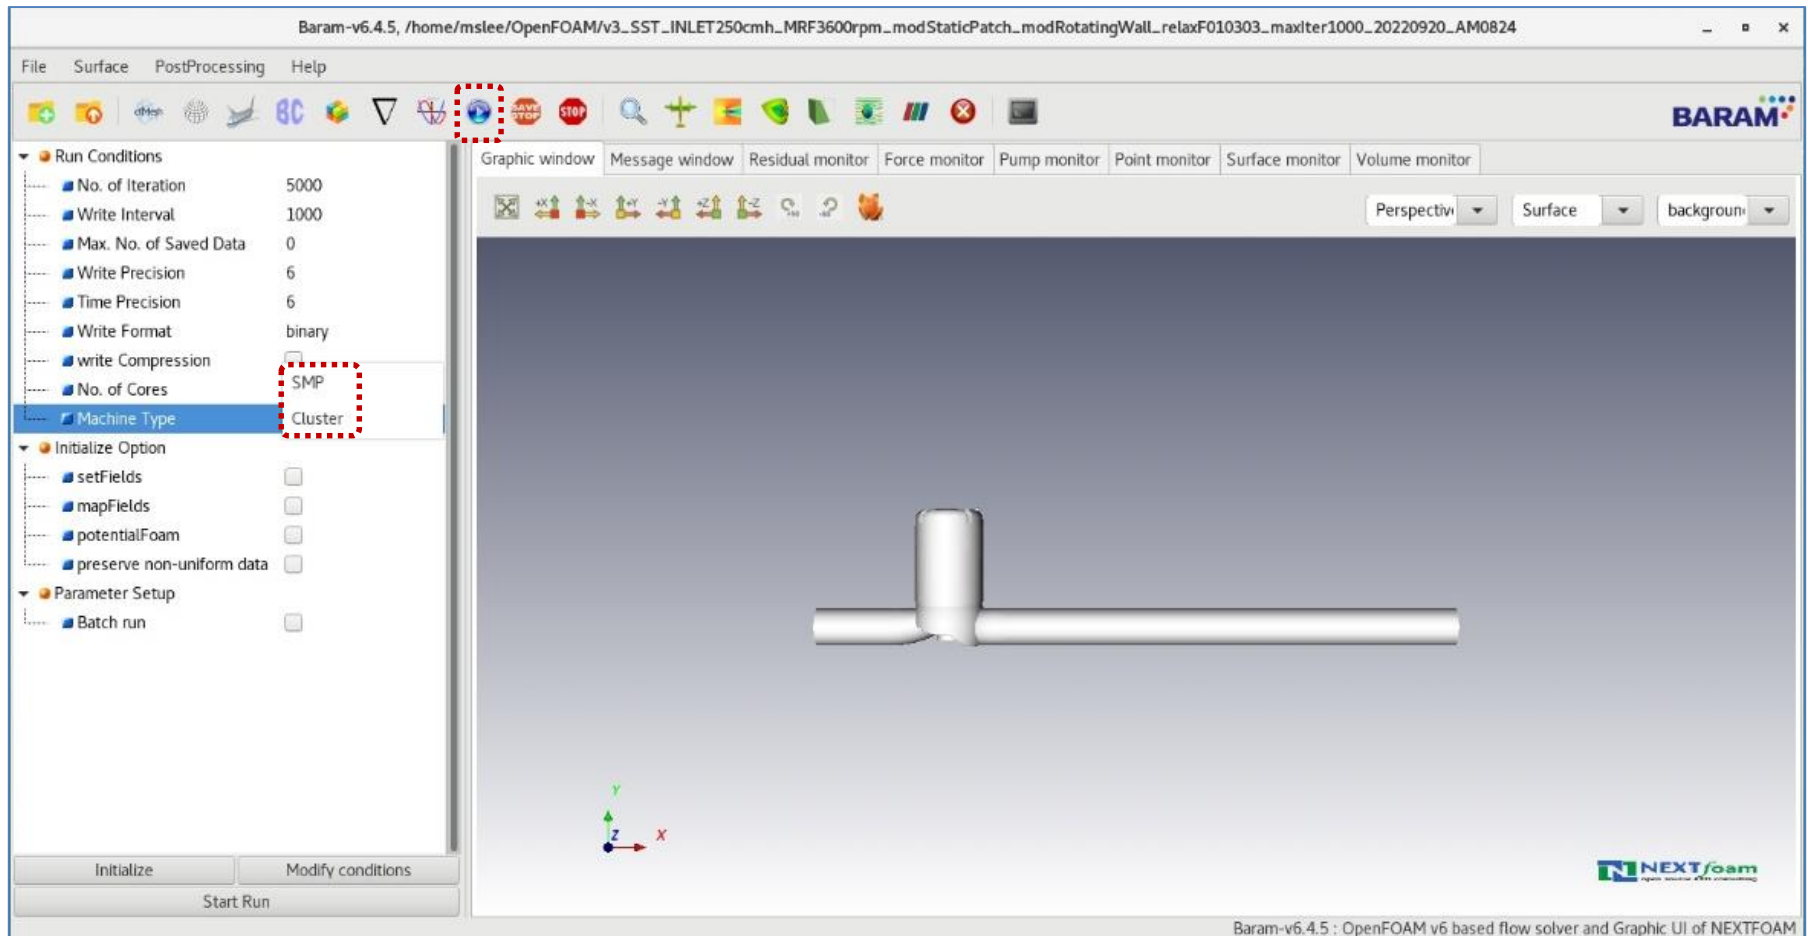 Baram-v6.4.5, /home/mslee/OpenFOAM/v3_SST_INLET250cmh_MRF3600rpm_modStaticPatch_modRotatingWall_relaxF010303_maxIter1000_20220920_AM0824
File Surface PostProcessing Help
BC SAVE STOP STOP
BARAM
Run Conditions
No. of Iteration 5000
Write Interval 1000
Max. No. of Saved Data 0
Write Precision 6
Time Precision 6
Write Format binary
write Compression
No. of Cores
SMP
Machine Type Cluster
Initialize Option
setFields
mapFields
potentialFoam
preserve non-uniform data
Parameter Setup
Batch run
Initialize Modify conditions
Start Run
Graphic window Message window Residual monitor Force monitor Pump monitor Point monitor Surface monitor Volume monitor
+X -X +Y -Y +Z -Z
Surface
Y
Z X
NEXTfoam
Baram-v6.4.5 : OpenFOAM v6 based flow solver and Graphic UI of NEXTFOAM